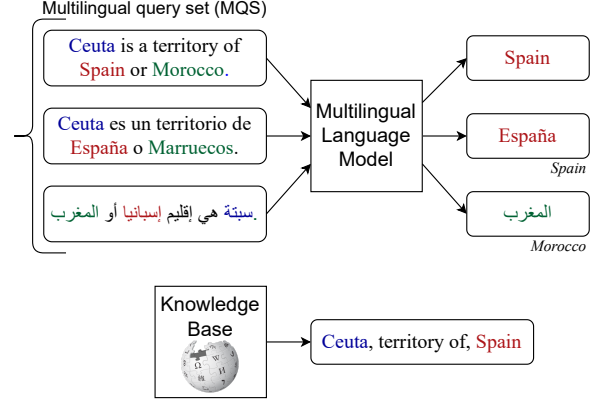 Multilingual query set (MQS)
Ceuta is a territory of
Spain or Morocco.
Ceuta es un territorio de
España o Marruecos.
سبتة هي إقليم إسبانيا أو المغرب.
Multilingual
Language
Model
Spain
España
Spain
المغرب
Morocco
Knowledge
Base
Ceuta, territory of, Spain